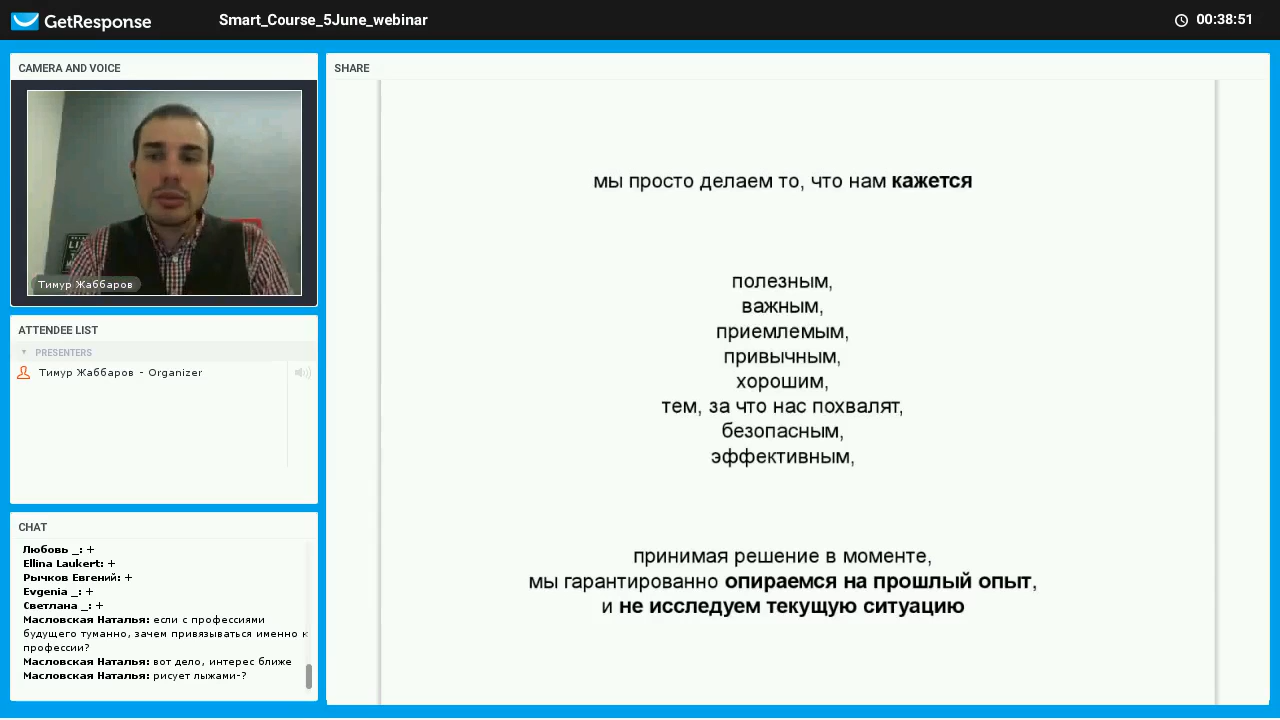 GetResponse
Smart_Course_5June_webinar
00:38:51
CAMERA AND VOICE
Тимур Жаббаров
ATTENDEE LIST
PRESENTERS
Тимур Жаббаров - Organizer
CHAT
Любовь _: +
Ellina Laukert: +
Рычков Евгений: +
Evgenia _: +
Светлана _: +
Масловская Наталья: если с профессиями
будущего туманно, зачем привязываться именно к
профессии?
Масловская Наталья: вот дело, интерес ближе
Масловская Наталья: рисует лыжами-?
SHARE
мы просто делаем то, что нам кажется
полезным,
важным,
приемлемым,
привычным,
хорошим,
тем, за что нас похвалят,
безопасным,
эффективным,
принимая решение в моменте,
мы гарантированно опираемся на прошлый опыт,
и не исследуем текущую ситуацию